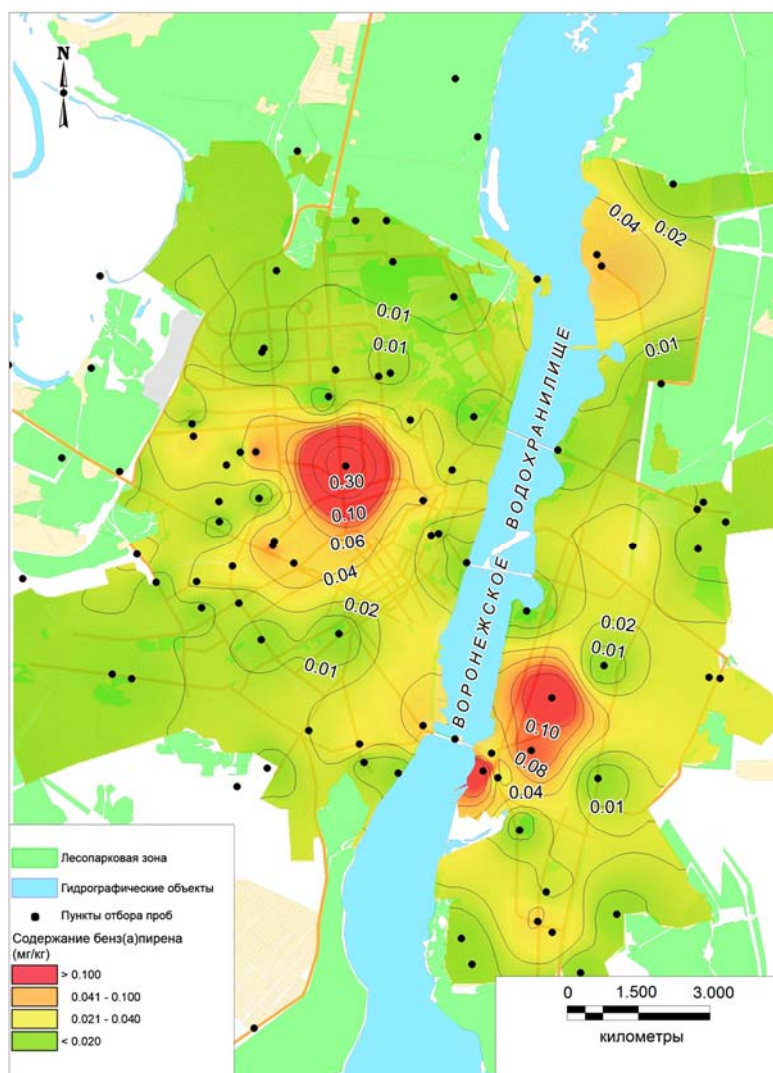 N
0.04
0.02
0.01
0.01
0.01
ВОРОНЕЖСКОЕ ВОДОХРАНИЛИЩЕ
0.30
0.10
0.06
0.04
0.02
0.01
0.02
0.01
0.10
0.08
0.04
0.01
Лесопарковая зона
Гидрографические объекты
Пункты отбора проб
Содержание бенз(а)пирена
(мг/кг)
> 0.100
0.041 - 0.100
0.021 - 0.040
< 0.020
0 1.500 3.000
километры